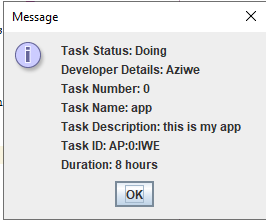 Message
Task Status: Doing
Developer Details: Aziwe
Task Number: 0
Task Name: app
Task Description: this is my app
Task ID: AP:0:IWE
Duration: 8 hours
OK